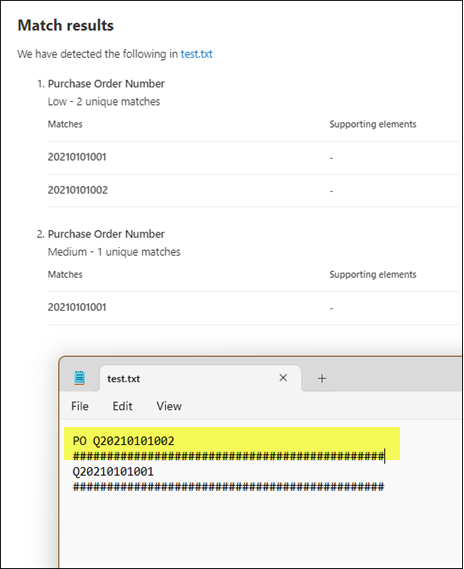 Match results
We have detected the following in test.txt
1. Purchase Order Number
Low - 2 unique matches
Matches Supporting elements
20210101001 -
20210101002 -
2. Purchase Order Number
Medium - 1 unique matches
Matches Supporting elements
20210101001 -
test.txt × +
File Edit View
PO Q20210101002
##############################################
Q20210101001
##############################################